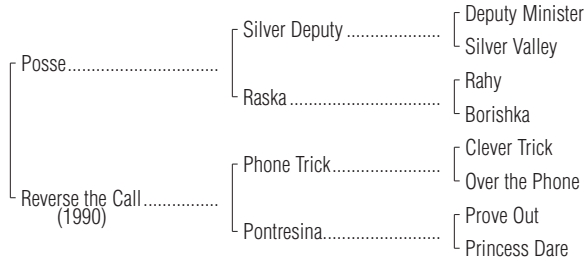 Deputy Minister
Silver Deputy ......................
Silver Valley
Posse...................................
Rahy
Raska ...................................
Borishka
Clever Trick
Phone Trick.........................
Over the Phone
Reverse the Call.................
(1990)
Prove Out
Pontresina...........................
Princess Dare